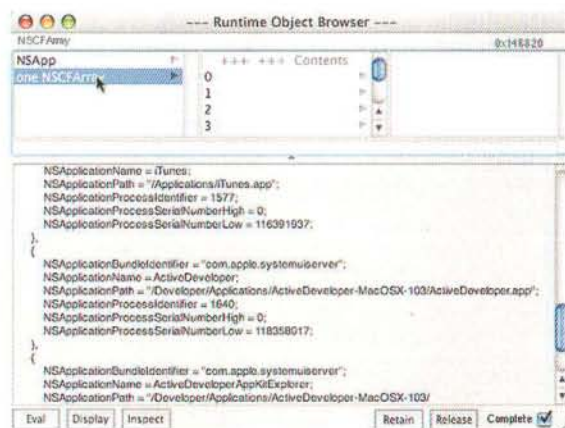 --- Runtime Object Browser ---
NSCFArray 0x148820
NSApp
one NSCFArray
+++ +++ Contents
0
1
2
3
NSApplicationName = iTunes;
NSApplicationPath = "/Applications/iTunes.app";
NSApplicationProcessIdentifier = 1577;
NSApplicationProcessSerialNumberHigh = 0;
NSApplicationProcessSerialNumberLow = 116391937;
},
{
NSApplicationBundleIdentifier = "com.apple.systemuiserver";
NSApplicationName = ActiveDeveloper;
NSApplicationPath = "/Developer/Applications/ActiveDeveloper-MacOSX-103/ActiveDeveloper.app";
NSApplicationProcessIdentifier = 1640;
NSApplicationProcessSerialNumberHigh = 0;
NSApplicationProcessSerialNumberLow = 118358017;
},
{
NSApplicationBundleIdentifier = "com.apple.systemuiserver";
NSApplicationName = ActiveDeveloperAppKitExplorer;
NSApplicationPath = "/Developer/Applications/ActiveDeveloper-MacOSX-103/
Eval Display Inspect Retain Release Complete